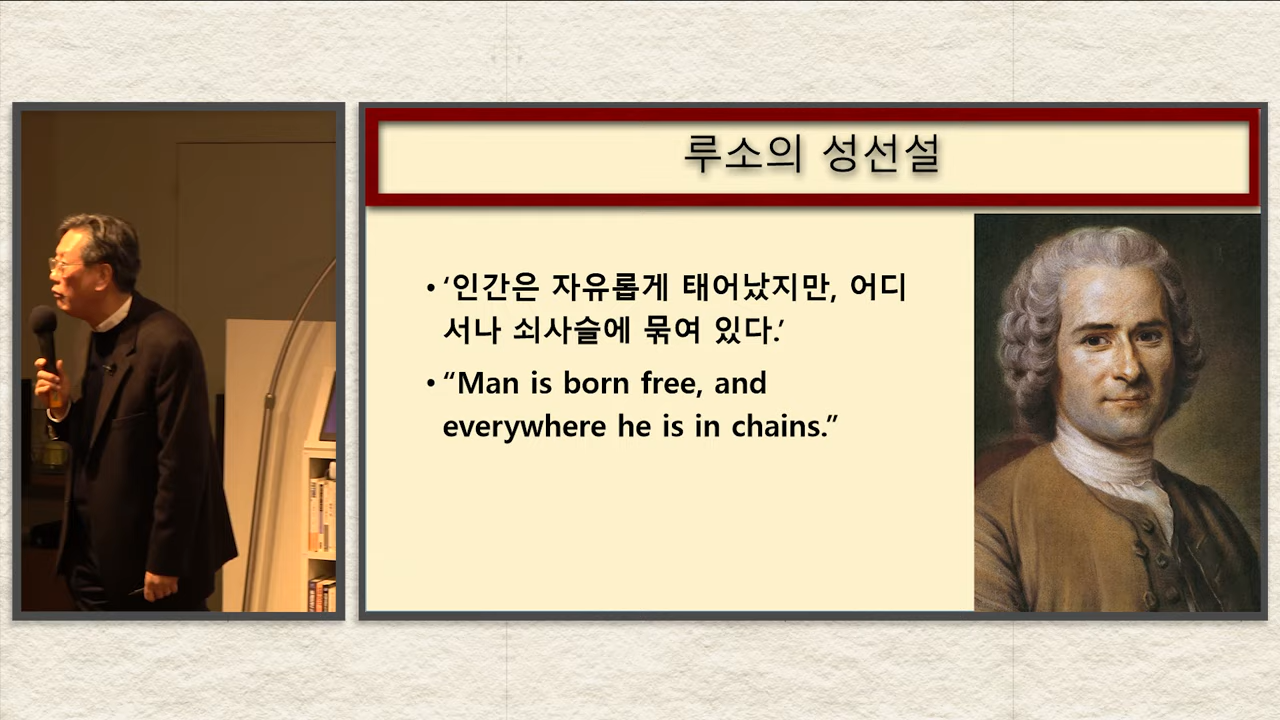 루소의 성선설
• ‘인간은 자유롭게 태어났지만, 어디
서나 쇠사슬에 묶여 있다.’
• “Man is born free, and
everywhere he is in chains.”